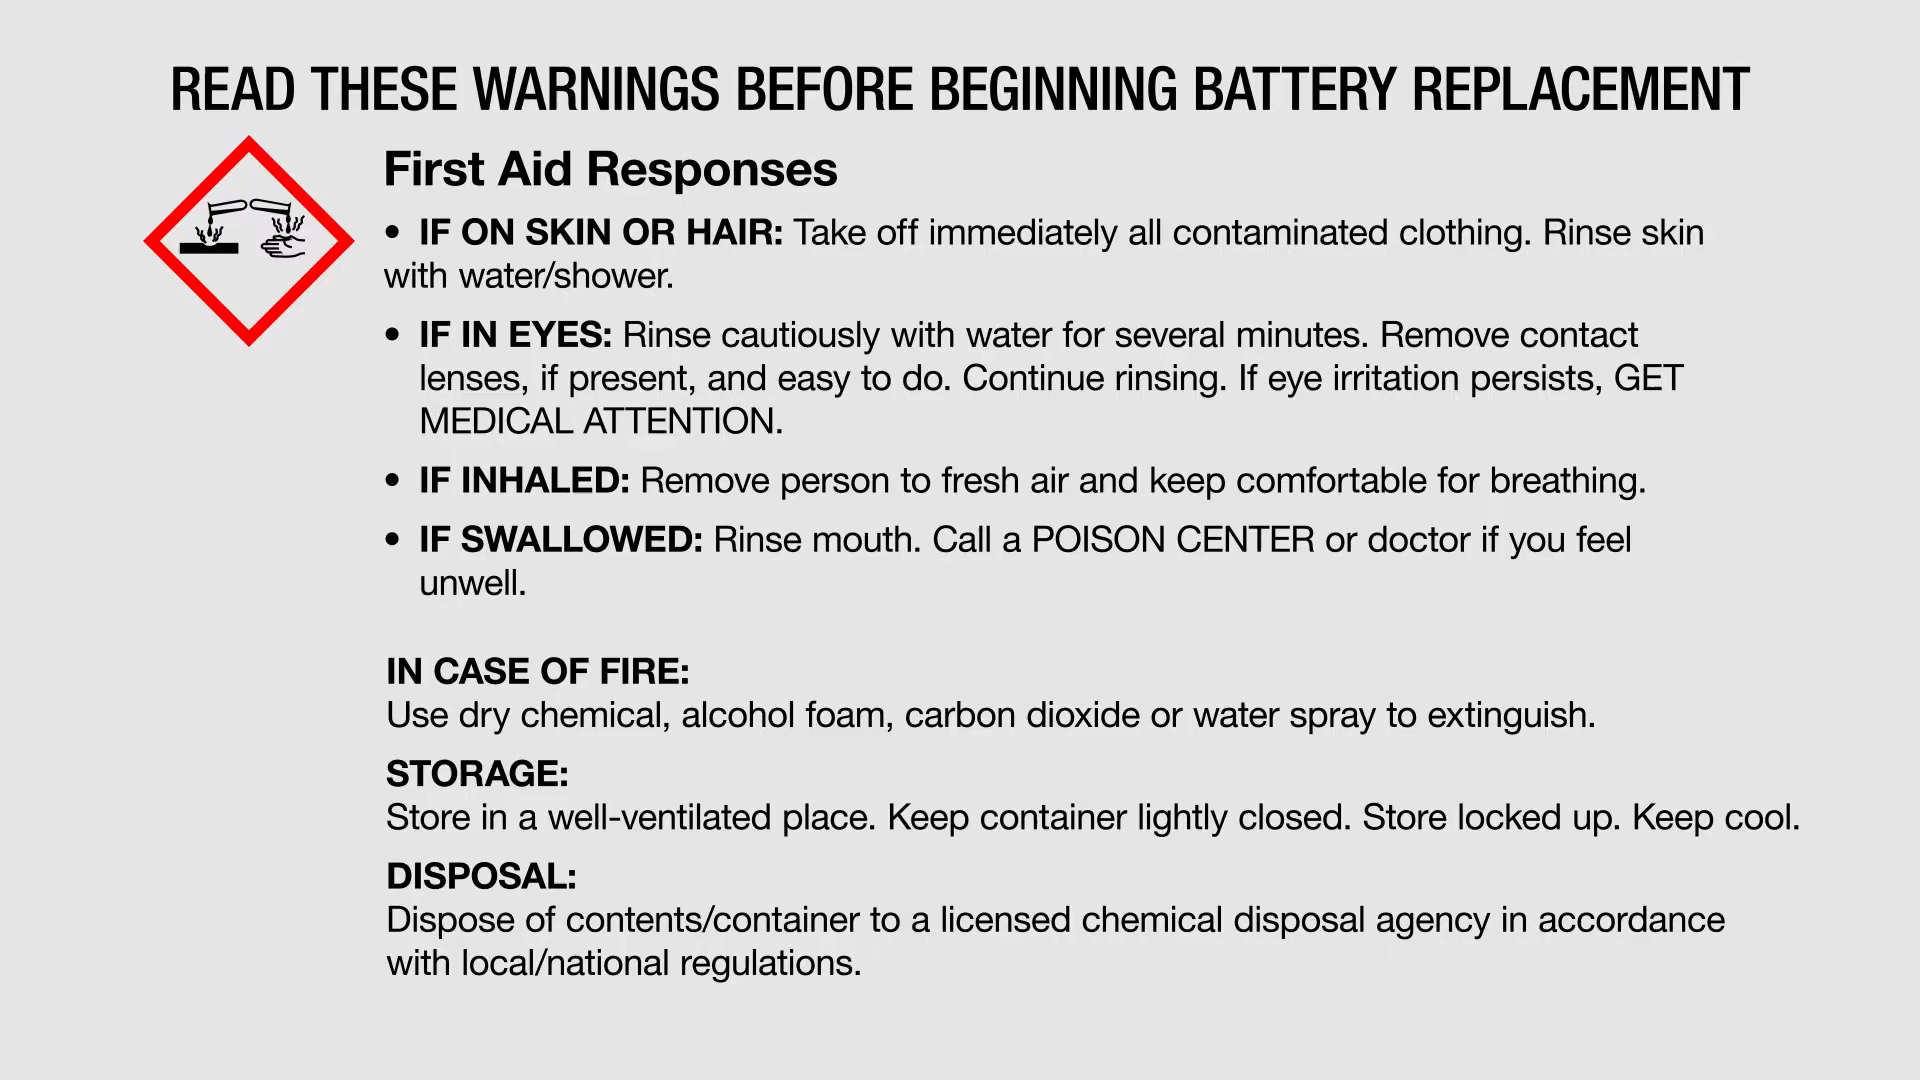 READ THESE WARNINGS BEFORE BEGINNING BATTERY REPLACEMENT
First Aid Responses
• IF ON SKIN OR HAIR: Take off immediately all contaminated clothing. Rinse skin
with water/shower.
• IF IN EYES: Rinse cautiously with water for several minutes. Remove contact
lenses, if present, and easy to do. Continue rinsing. If eye irritation persists, GET
MEDICAL ATTENTION.
• IF INHALED: Remove person to fresh air and keep comfortable for breathing.
• IF SWALLOWED: Rinse mouth. Call a POISON CENTER or doctor if you feel
unwell.
IN CASE OF FIRE:
Use dry chemical, alcohol foam, carbon dioxide or water spray to extinguish.
STORAGE:
Store in a well-ventilated place. Keep container lightly closed. Store locked up. Keep cool.
DISPOSAL:
Dispose of contents/container to a licensed chemical disposal agency in accordance
with local/national regulations.